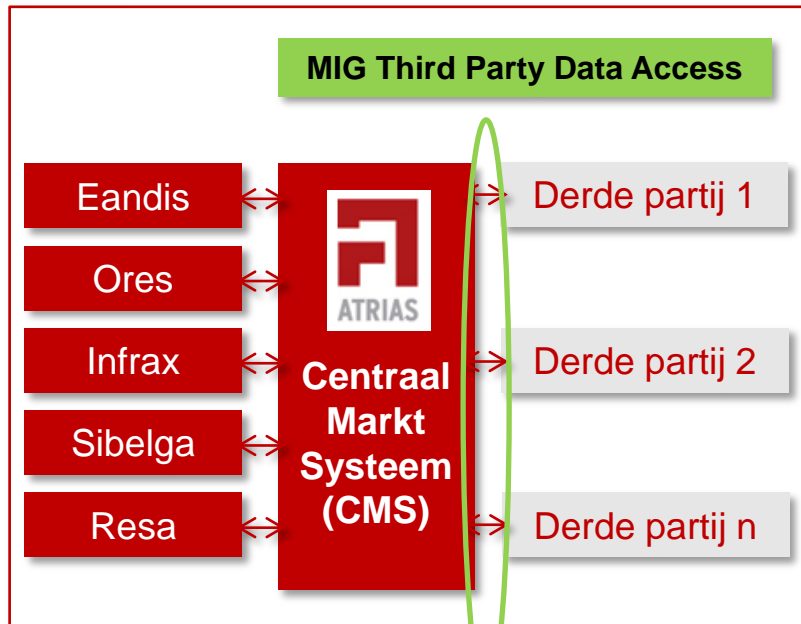 MIG Third Party Data Access
Eandis
Ores
Infrax
Sibelga
Resa
ATRIAS
Centraal
Markt
Systeem
(CMS)
Derde partij 1
Derde partij 2
Derde partij n